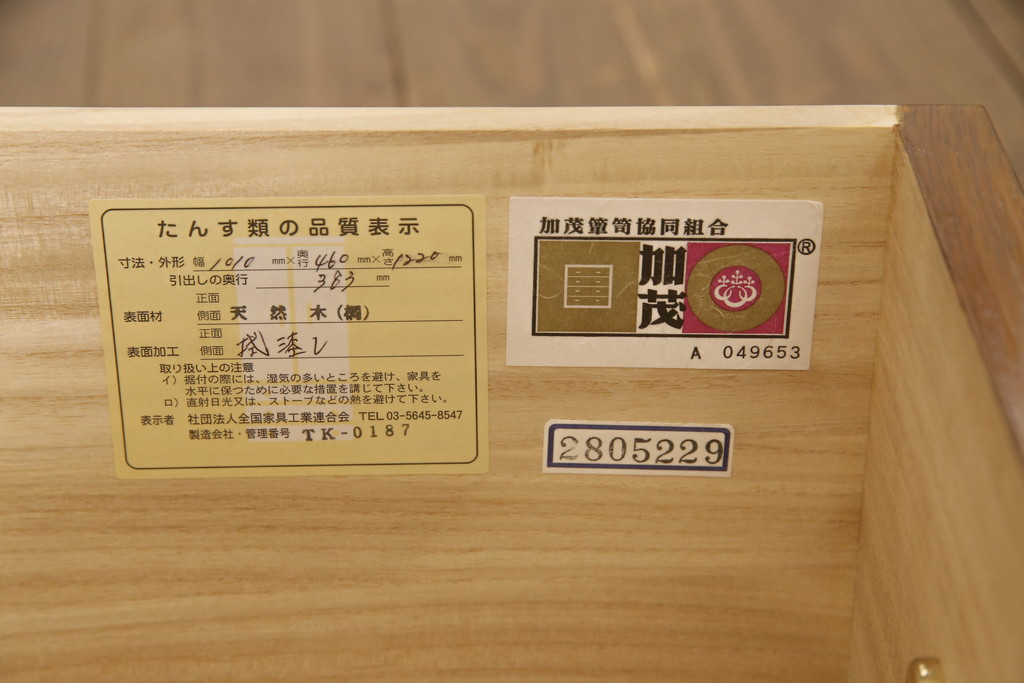 たんす類の品質表示
寸法・外形 幅 1010 mm×奥行 460 mm×高さ 1220 mm
引出しの奥行 383 mm
正面
表面材 側面 天然木(欅)
正面
表面加工 側面 拭漆し
取り扱い上の注意
イ）据付の際には、湿気の多いところを避け、家具を
水平に保つために必要な措置を講じて下さい。
ロ）直射日光又は、ストーブなどの熱を避けて下さい。
表示者 社団法人全国家具工業連合会 TEL 03-5645-8547
製造会社・管理番号 TK-0187
加茂簞笥協同組合
加茂
®
A 049653
2805229